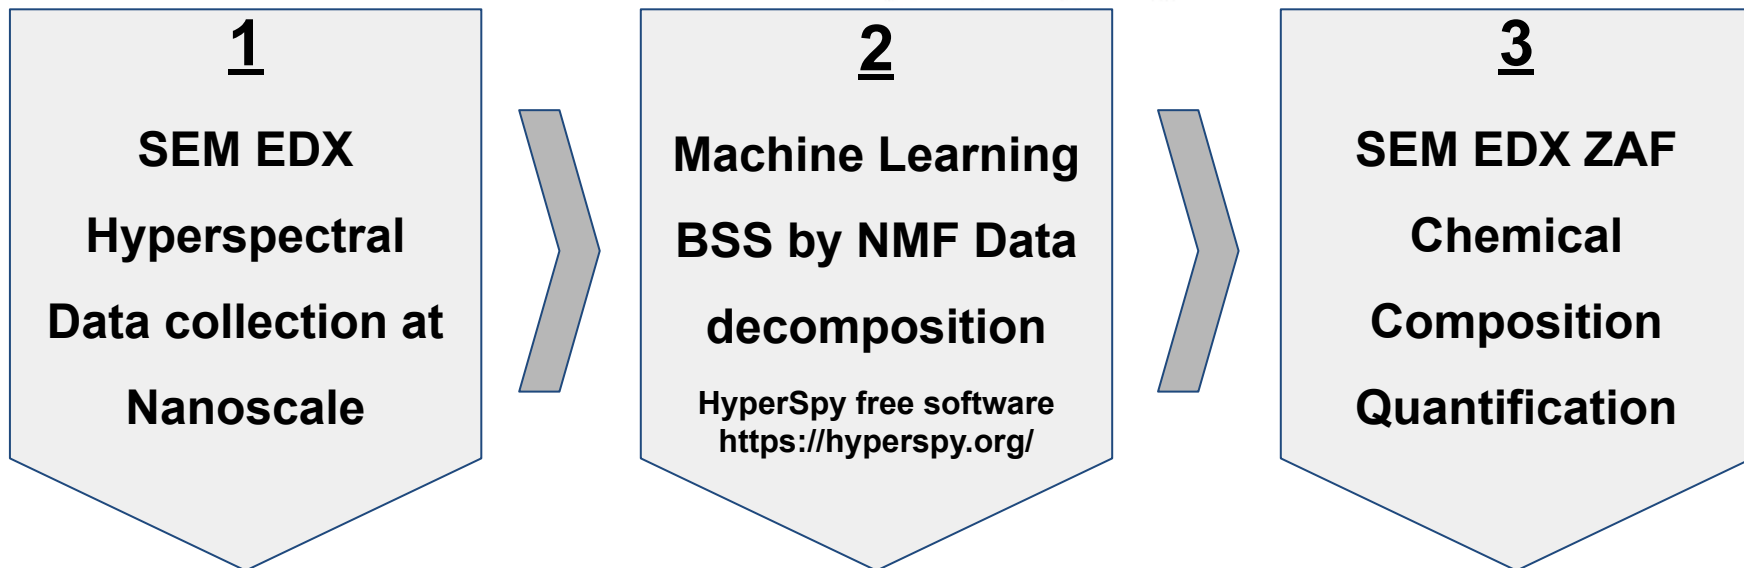 1
SEM EDX
Hyperspectral
Data collection at
Nanoscale
2
Machine Learning
BSS by NMF Data
decomposition
HyperSpy free software
https://hyperspy.org/
3
SEM EDX ZAF
Chemical
Composition
Quantification